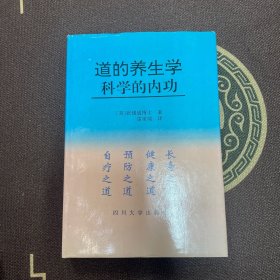 道的养生学
科学的内功
长寿之道
健康之道
预防之道
自疗之道
四川大学出版社